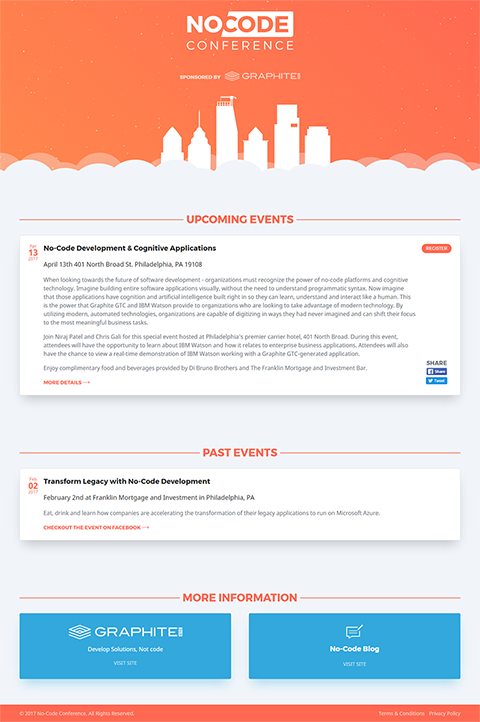 NOCODE
CONFERENCE
SPONSORED BY GRAPHITE
UPCOMING EVENTS
Apr
13
2017
No-Code Development & Cognitive Applications
REGISTER
April 13th 401 North Broad St. Philadelphia, PA 19108
When looking towards the future of software development - organizations must recognize the power of no-code platforms and cognitive
technology. Imagine building entire software applications visually, without the need to understand programmatic syntax. Now imagine
that those applications have cognition and artificial intelligence built right in so they can learn, understand and interact like a human. This
is the power that Graphite GTC and IBM Watson provide to organizations who are looking to take advantage of modern technology. By
utilizing modern, automated technologies, organizations are capable of digitizing in ways they had never imagined and can shift their focus
to the most meaningful business tasks.
Join Niraj Patel and Chris Gali for this special event hosted at Philadelphia's premier carrier hotel, 401 North Broad. During this event,
attendees will have the opportunity to learn about IBM Watson and how it relates to enterprise business applications. Attendees will also
have the chance to view a real-time demonstration of IBM Watson working with a Graphite GTC-generated application.
Enjoy complimentary food and beverages provided by Di Bruno Brothers and The Franklin Mortgage and Investment Bar.
MORE DETAILS
SHARE
Share
Tweet
PAST EVENTS
Feb
02
2017
Transform Legacy with No-Code Development
February 2nd at Franklin Mortgage and Investment in Philadelphia, PA
Eat, drink and learn how companies are accelerating the transformation of their legacy applications to run on Microsoft Azure.
CHECKOUT THE EVENT ON FACEBOOK
MORE INFORMATION
GRAPHITE
Develop Solutions, Not code
VISIT SITE
No-Code Blog
VISIT SITE
© 2017 No-Code Conference. All Rights Reserved.
Terms & Conditions Privacy Policy